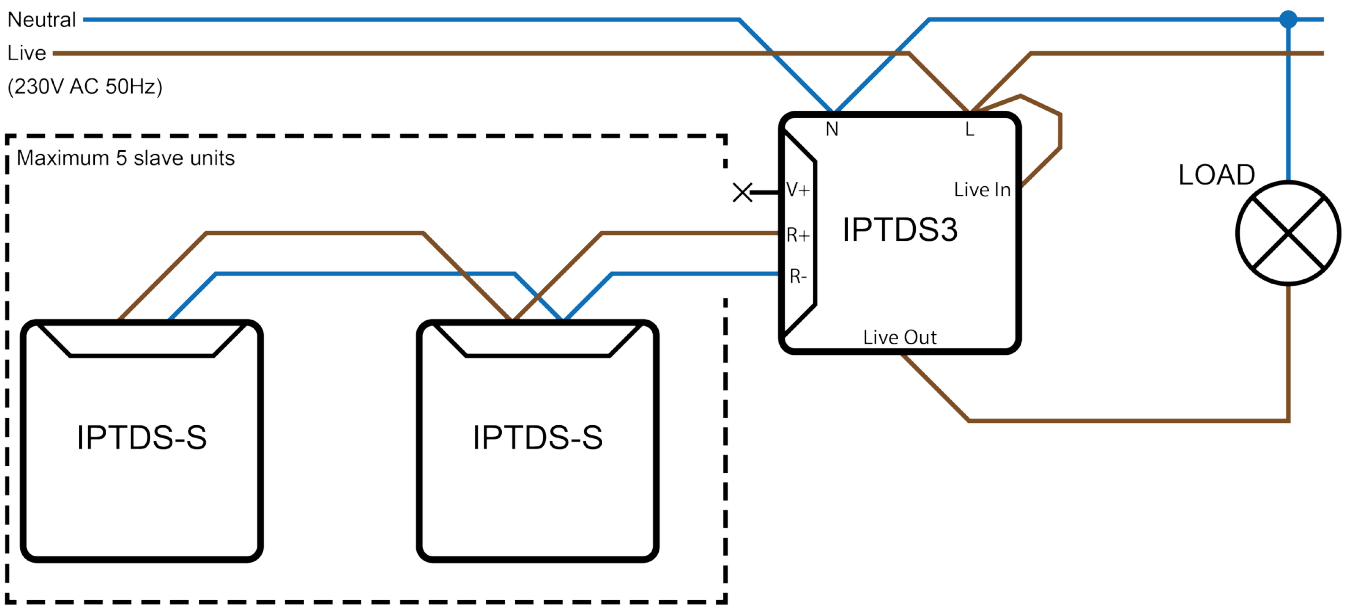 Neutral
Live
(230V AC 50Hz)
Maximum 5 slave units
N
L
V+
Live In
LOAD
R+
IPTDS3
R-
Live Out
IPTDS-S
IPTDS-S